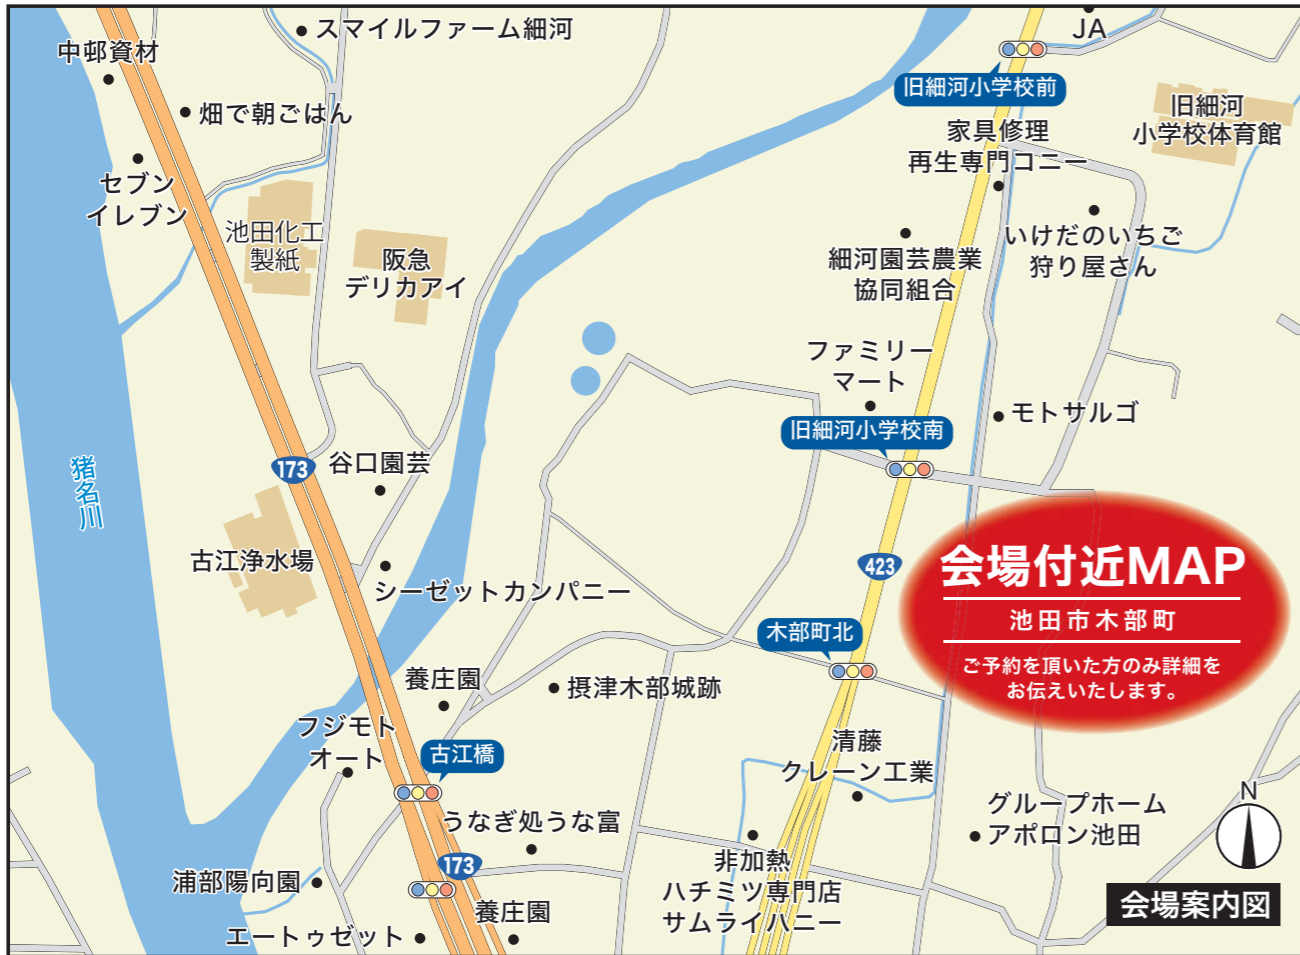 スマイルファーム細河
JA
中邨資材
旧細河小学校前
畑で朝ごはん
旧細河
小学校体育館
家具修理
再生専門コニー
セブン
イレブン
池田化工
製紙
阪急
デリカアイ
細河園芸農業
協同組合
いけだのいちご
狩り屋さん
ファミリー
マート
モトサルゴ
旧細河小学校南
173
谷口園芸
猪名川
古江浄水場
シーゼットカンパニー
423
会場付近MAP
池田市木部町
ご予約を頂いた方のみ詳細を
お伝えいたします。
木部町北
養庄園
摂津木部城跡
フジモト
オート
古江橋
清藤
クレーン工業
うなぎ処うな富
グループホーム
アポロン池田
N
173
浦部陽向園
非加熱
ハチミツ専門店
サムライハニー
養庄園
エートゥゼット
会場案内図